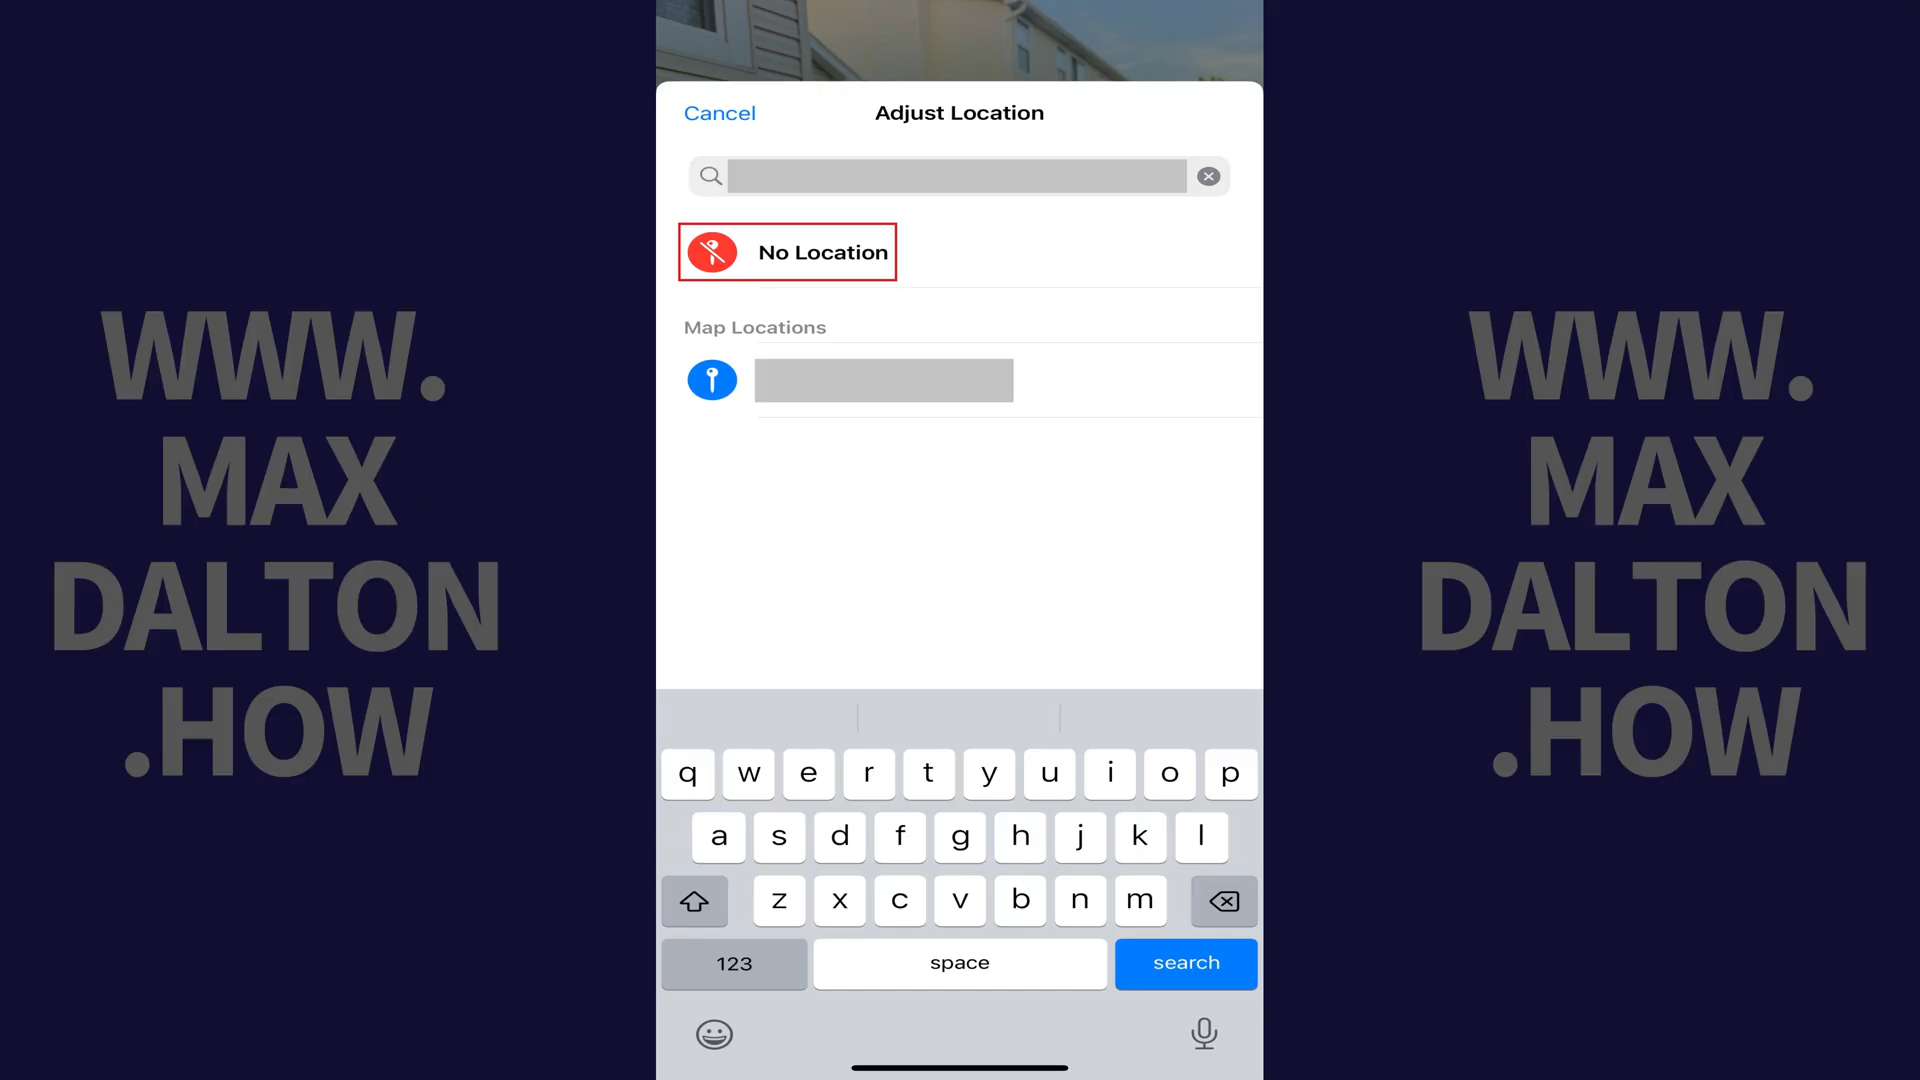 Cancel
Adjust Location
No Location
Map Locations
WWW.
MAX
DALTON
.HOW
WWW.
MAX
DALTON
.HOW
q w e r t y u i o p
a s d f g h j k l
z x c v b n m
123 space search